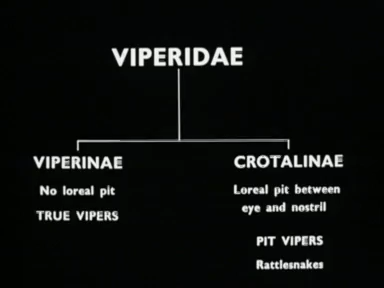 VIPERIDAE
VIPERINAE
No loreal pit
TRUE VIPERS
CROTALINAE
Loreal pit between
eye and nostril
PIT VIPERS
Rattlesnakes